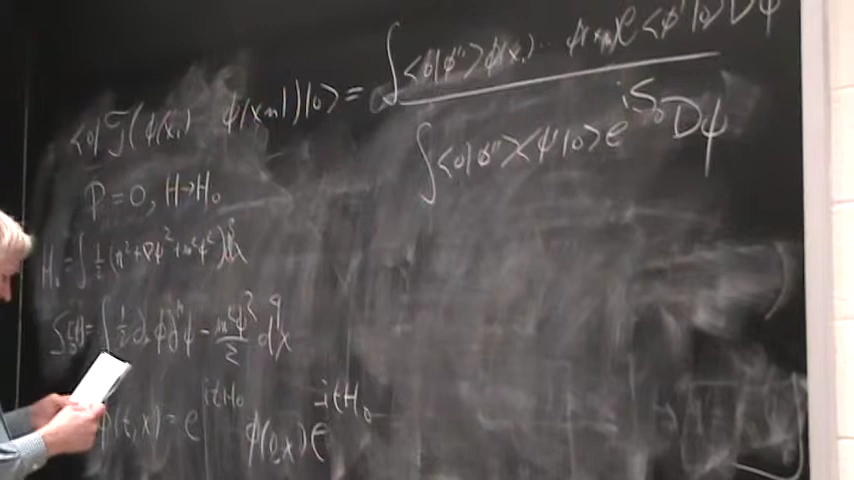 <0|T(φ(x₁) ... φ(xₙ))|0> = ∫<0|φ''>φ(x₁)... φ(xₙ)e <φ'|0>Dφ / ∫<0|φ''><φ'|0>e^{iS₀}Dφ
P=0, H→H₀
H₀ = ∫ 1/2 (π² + ∇φ² + m²φ²) d³x
S₀[φ] = ∫ 1/2 ∂μφ∂^μφ - m²φ²/2 d⁴x
φ(t,x) = e^{itH₀} φ(0,x) e^{-itH₀}